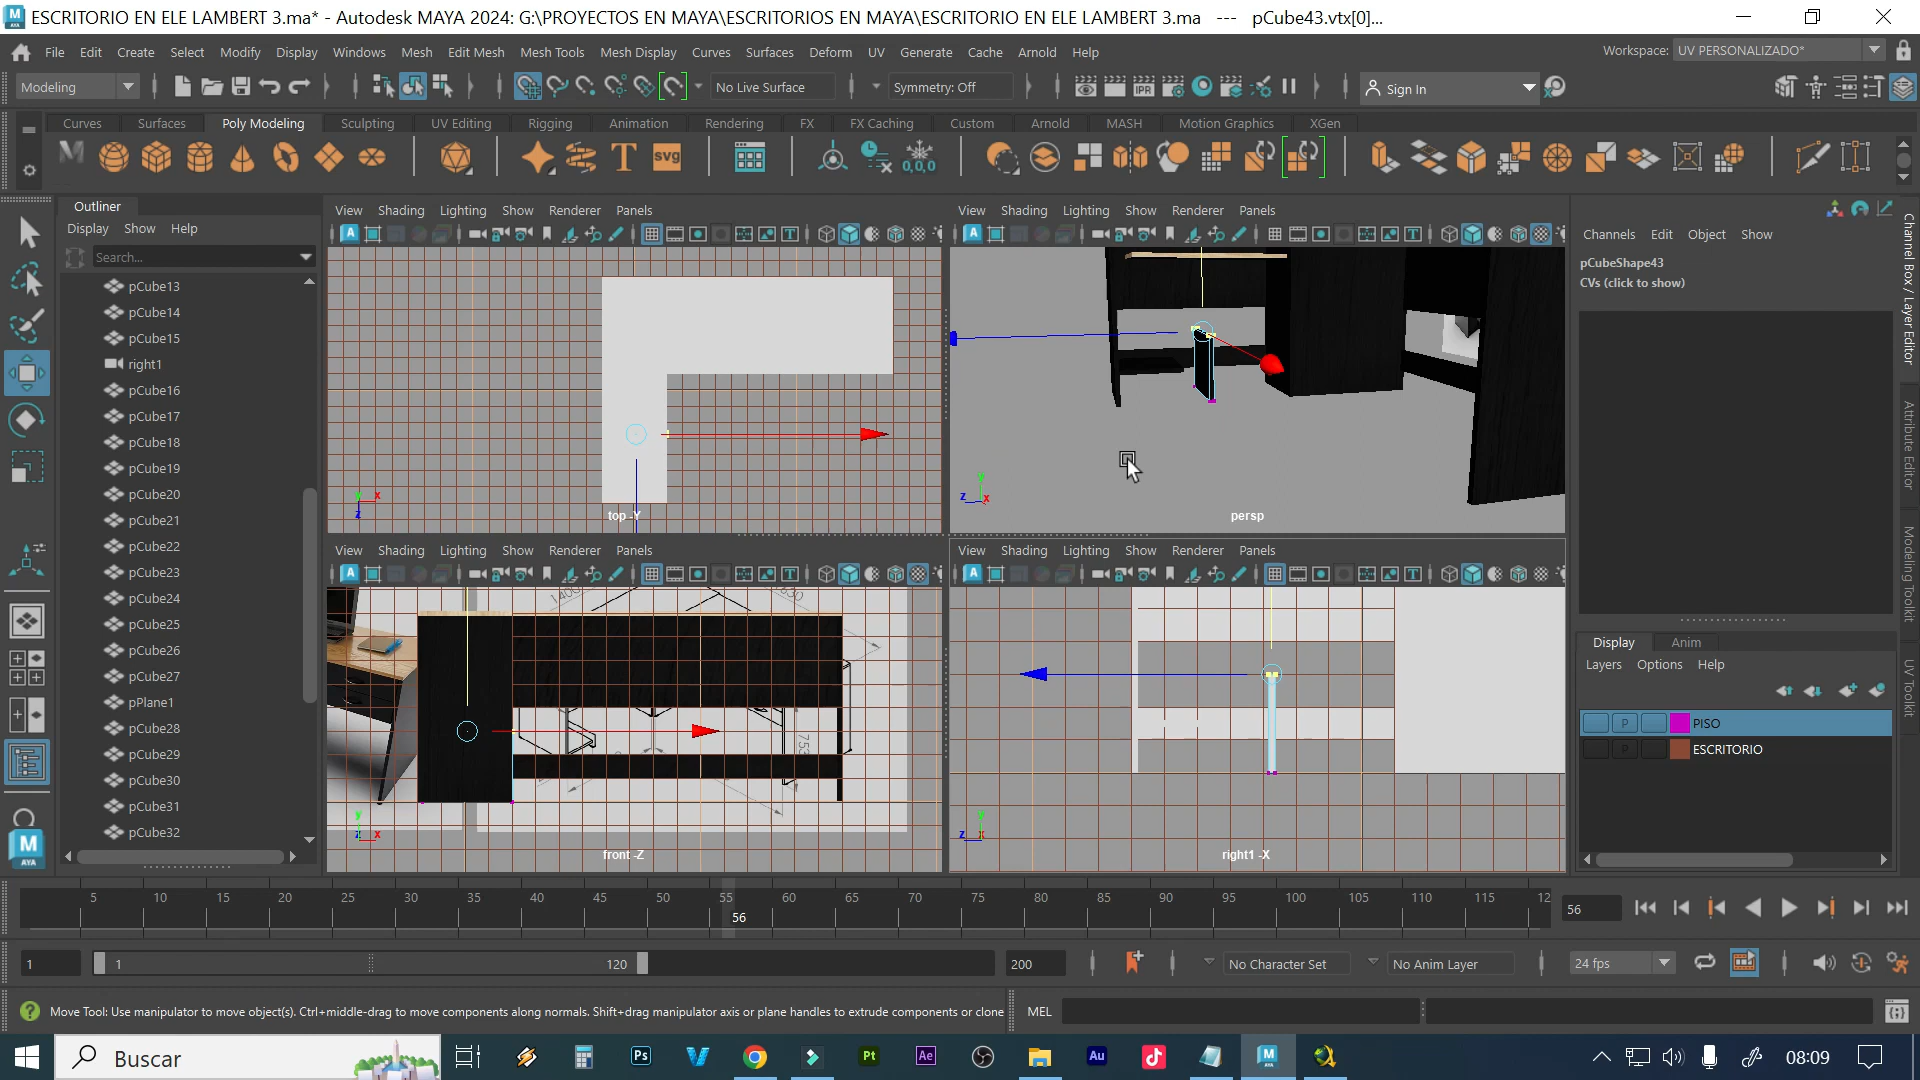 ESCRITORIO EN ELE LAMBERT 3.ma* - Autodesk MAYA 2024: G:\PROYECTOS EN MAYA\ESCRITORIOS EN MAYA\ESCRITORIO EN ELE LAMBERT 3.ma --- pCube43.vtx[0]...
File Edit Create Select Modify Display Windows Mesh Edit Mesh Mesh Tools Mesh Display Curves Surfaces Deform UV Generate Cache Arnold Help
Workspace: UV PERSONALIZADO*
Modeling
No Live Surface
Symmetry: Off
Sign In
Curves Surfaces Poly Modeling Sculpting UV Editing Rigging Animation Rendering FX FX Caching Custom Arnold MASH Motion Graphics XGen
Outliner
Display Show Help
Search...
pCube13
pCube14
pCube15
right1
pCube16
pCube17
pCube18
pCube19
pCube20
pCube21
pCube22
pCube23
pCube24
pCube25
pCube26
pCube27
pPlane1
pCube28
pCube29
pCube30
pCube31
pCube32
View Shading Lighting Show Renderer Panels
top -Y
View Shading Lighting Show Renderer Panels
persp
View Shading Lighting Show Renderer Panels
front -Z
View Shading Lighting Show Renderer Panels
right1 -X
Channels Edit Object Show
pCubeShape43
CVs (click to show)
Channel Box / Layer Editor
Attribute Editor
Modeling Toolkit
UV Toolkit
Display Anim
Layers Options Help
P PISO
P ESCRITORIO
5 10 15 20 25 30 35 40 45 50 55 60 65 70 75 80 85 90 95 100 105 110 115 12
56
56
1
1
120
200
No Character Set
No Anim Layer
24 fps
Move Tool: Use manipulator to move object(s). Ctrl+middle-drag to move components along normals. Shift+drag manipulator axis or plane handles to extrude components or clone
MEL
Buscar
08:09